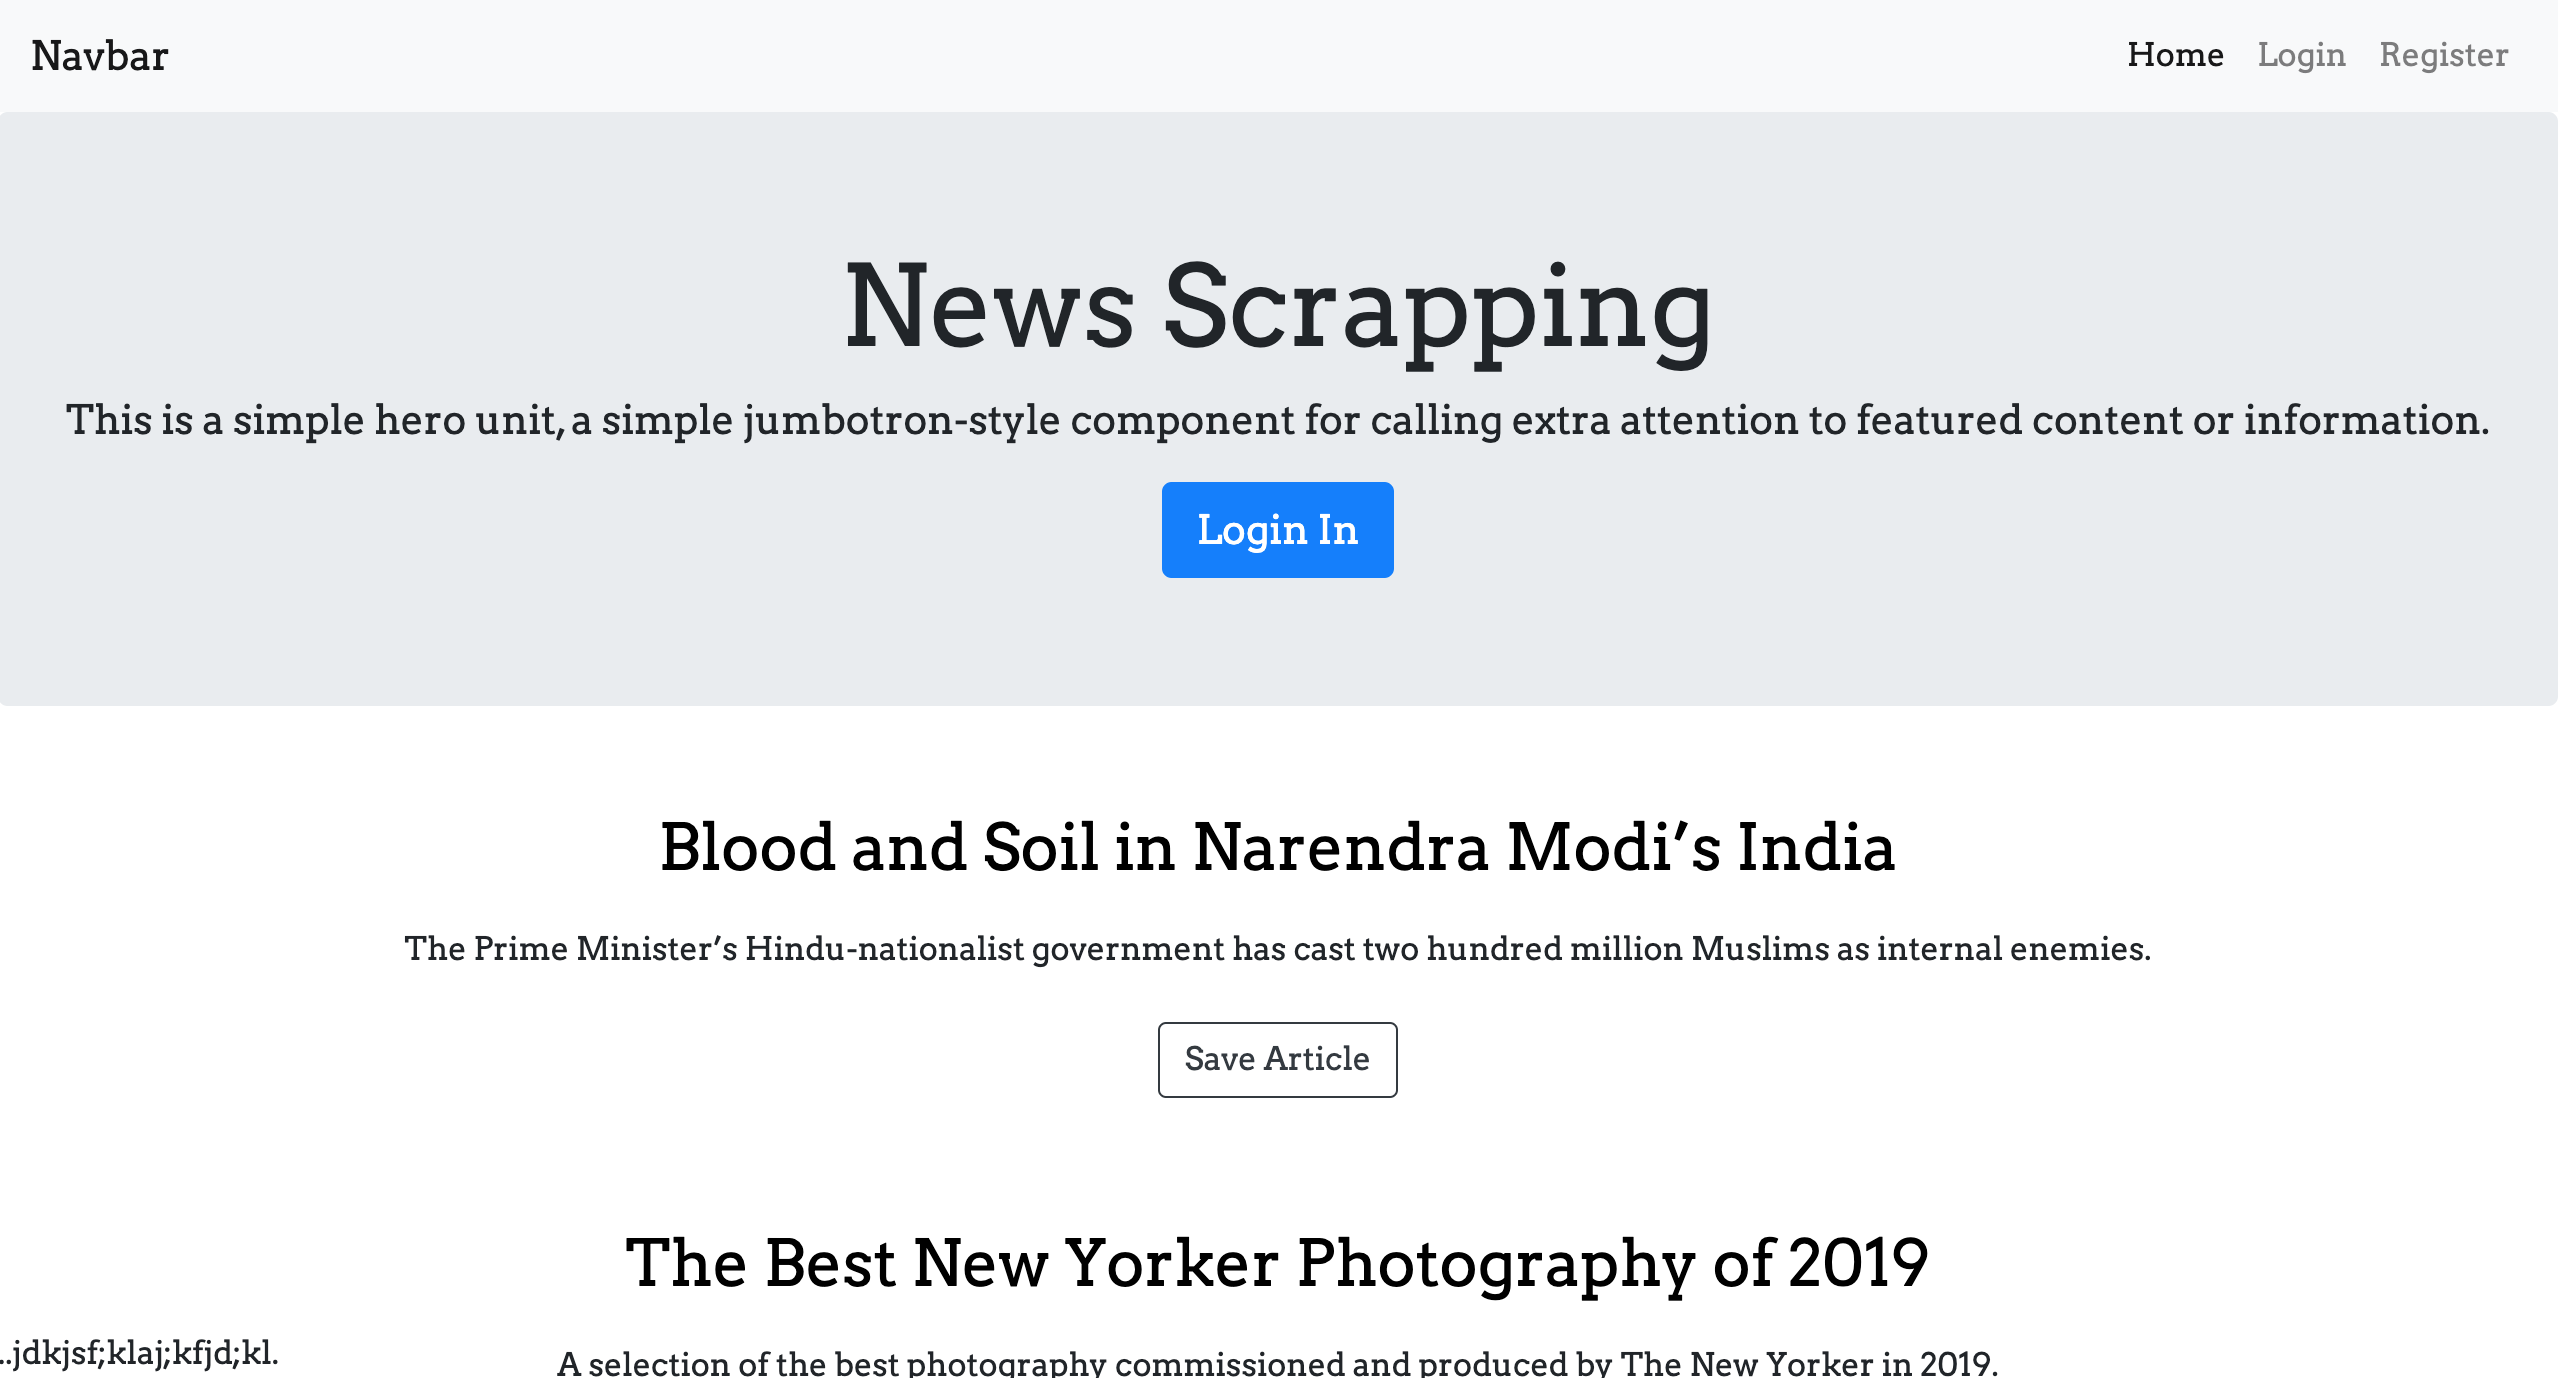 Navbar
Home Login Register
News Scrapping
This is a simple hero unit, a simple jumbotron-style component for calling extra attention to featured content or information.
Login In
Blood and Soil in Narendra Modi’s India
The Prime Minister’s Hindu-nationalist government has cast two hundred million Muslims as internal enemies.
Save Article
The Best New Yorker Photography of 2019
..jdkjsf;klaj;kfjd;kl.
A selection of the best photography commissioned and produced by The New Yorker in 2019.